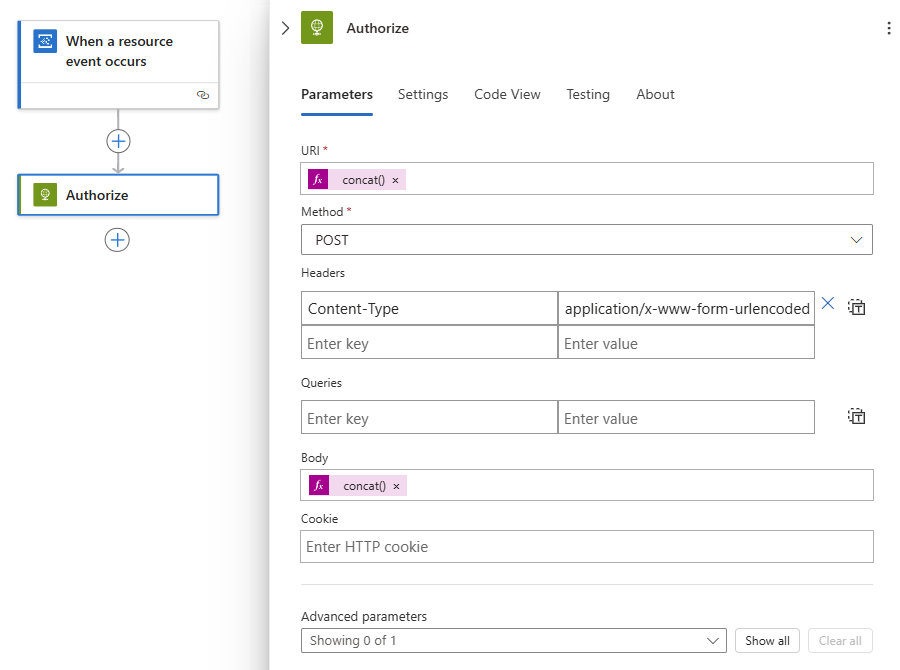 When a resource
event occurs
Authorize
Authorize
Parameters Settings Code View Testing About
URI *
fx concat() ×
Method *
POST
Headers
Content-Type application/x-www-form-urlencoded
Enter key Enter value
Queries
Enter key Enter value
Body
fx concat() ×
Cookie
Enter HTTP cookie
Advanced parameters
Showing 0 of 1 Show all Clear all